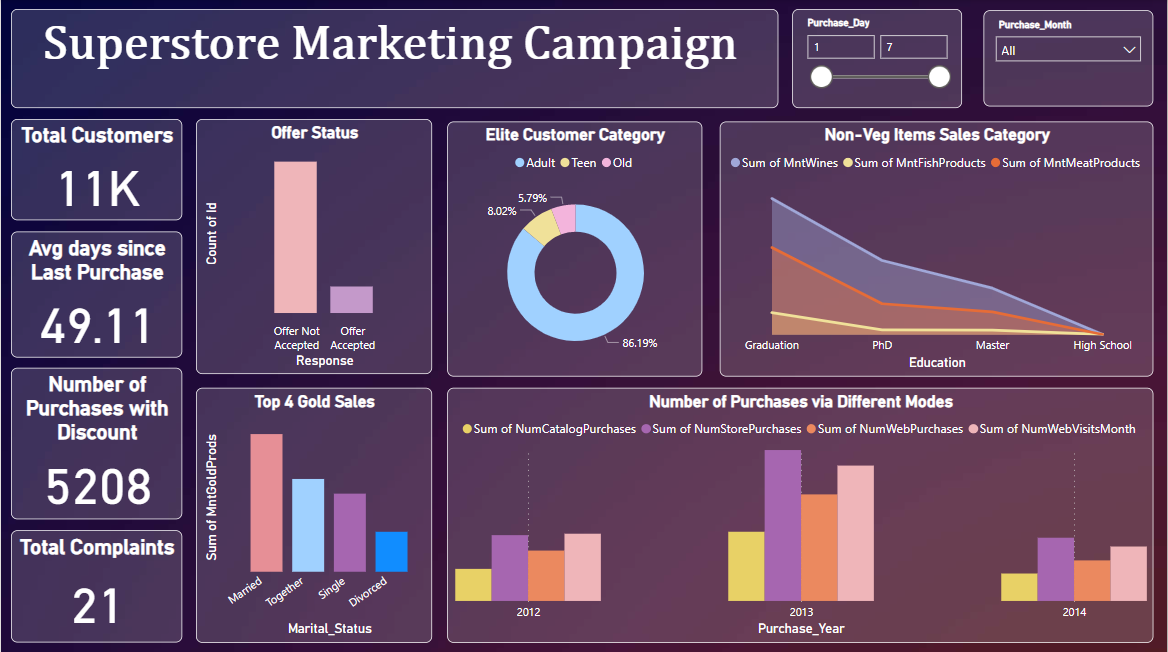 Superstore Marketing Campaign
Purchase_Day
1
7
Purchase_Month
All
Total Customers
11K
Avg days since
Last Purchase
49.11
Number of
Purchases with
Discount
5208
Total Complaints
21
Offer Status
Count of Id
Offer Not
Accepted
Offer
Accepted
Response
Elite Customer Category
Adult Teen Old
5.79%
8.02%
86.19%
Non-Veg Items Sales Category
Sum of MntWines Sum of MntFishProducts Sum of MntMeatProducts
Graduation PhD Master High School
Education
Top 4 Gold Sales
Sum of MntGoldProds
Married Together Single Divorced
Marital_Status
Number of Purchases via Different Modes
Sum of NumCatalogPurchases Sum of NumStorePurchases Sum of NumWebPurchases Sum of NumWebVisitsMonth
2012 2013 2014
Purchase_Year